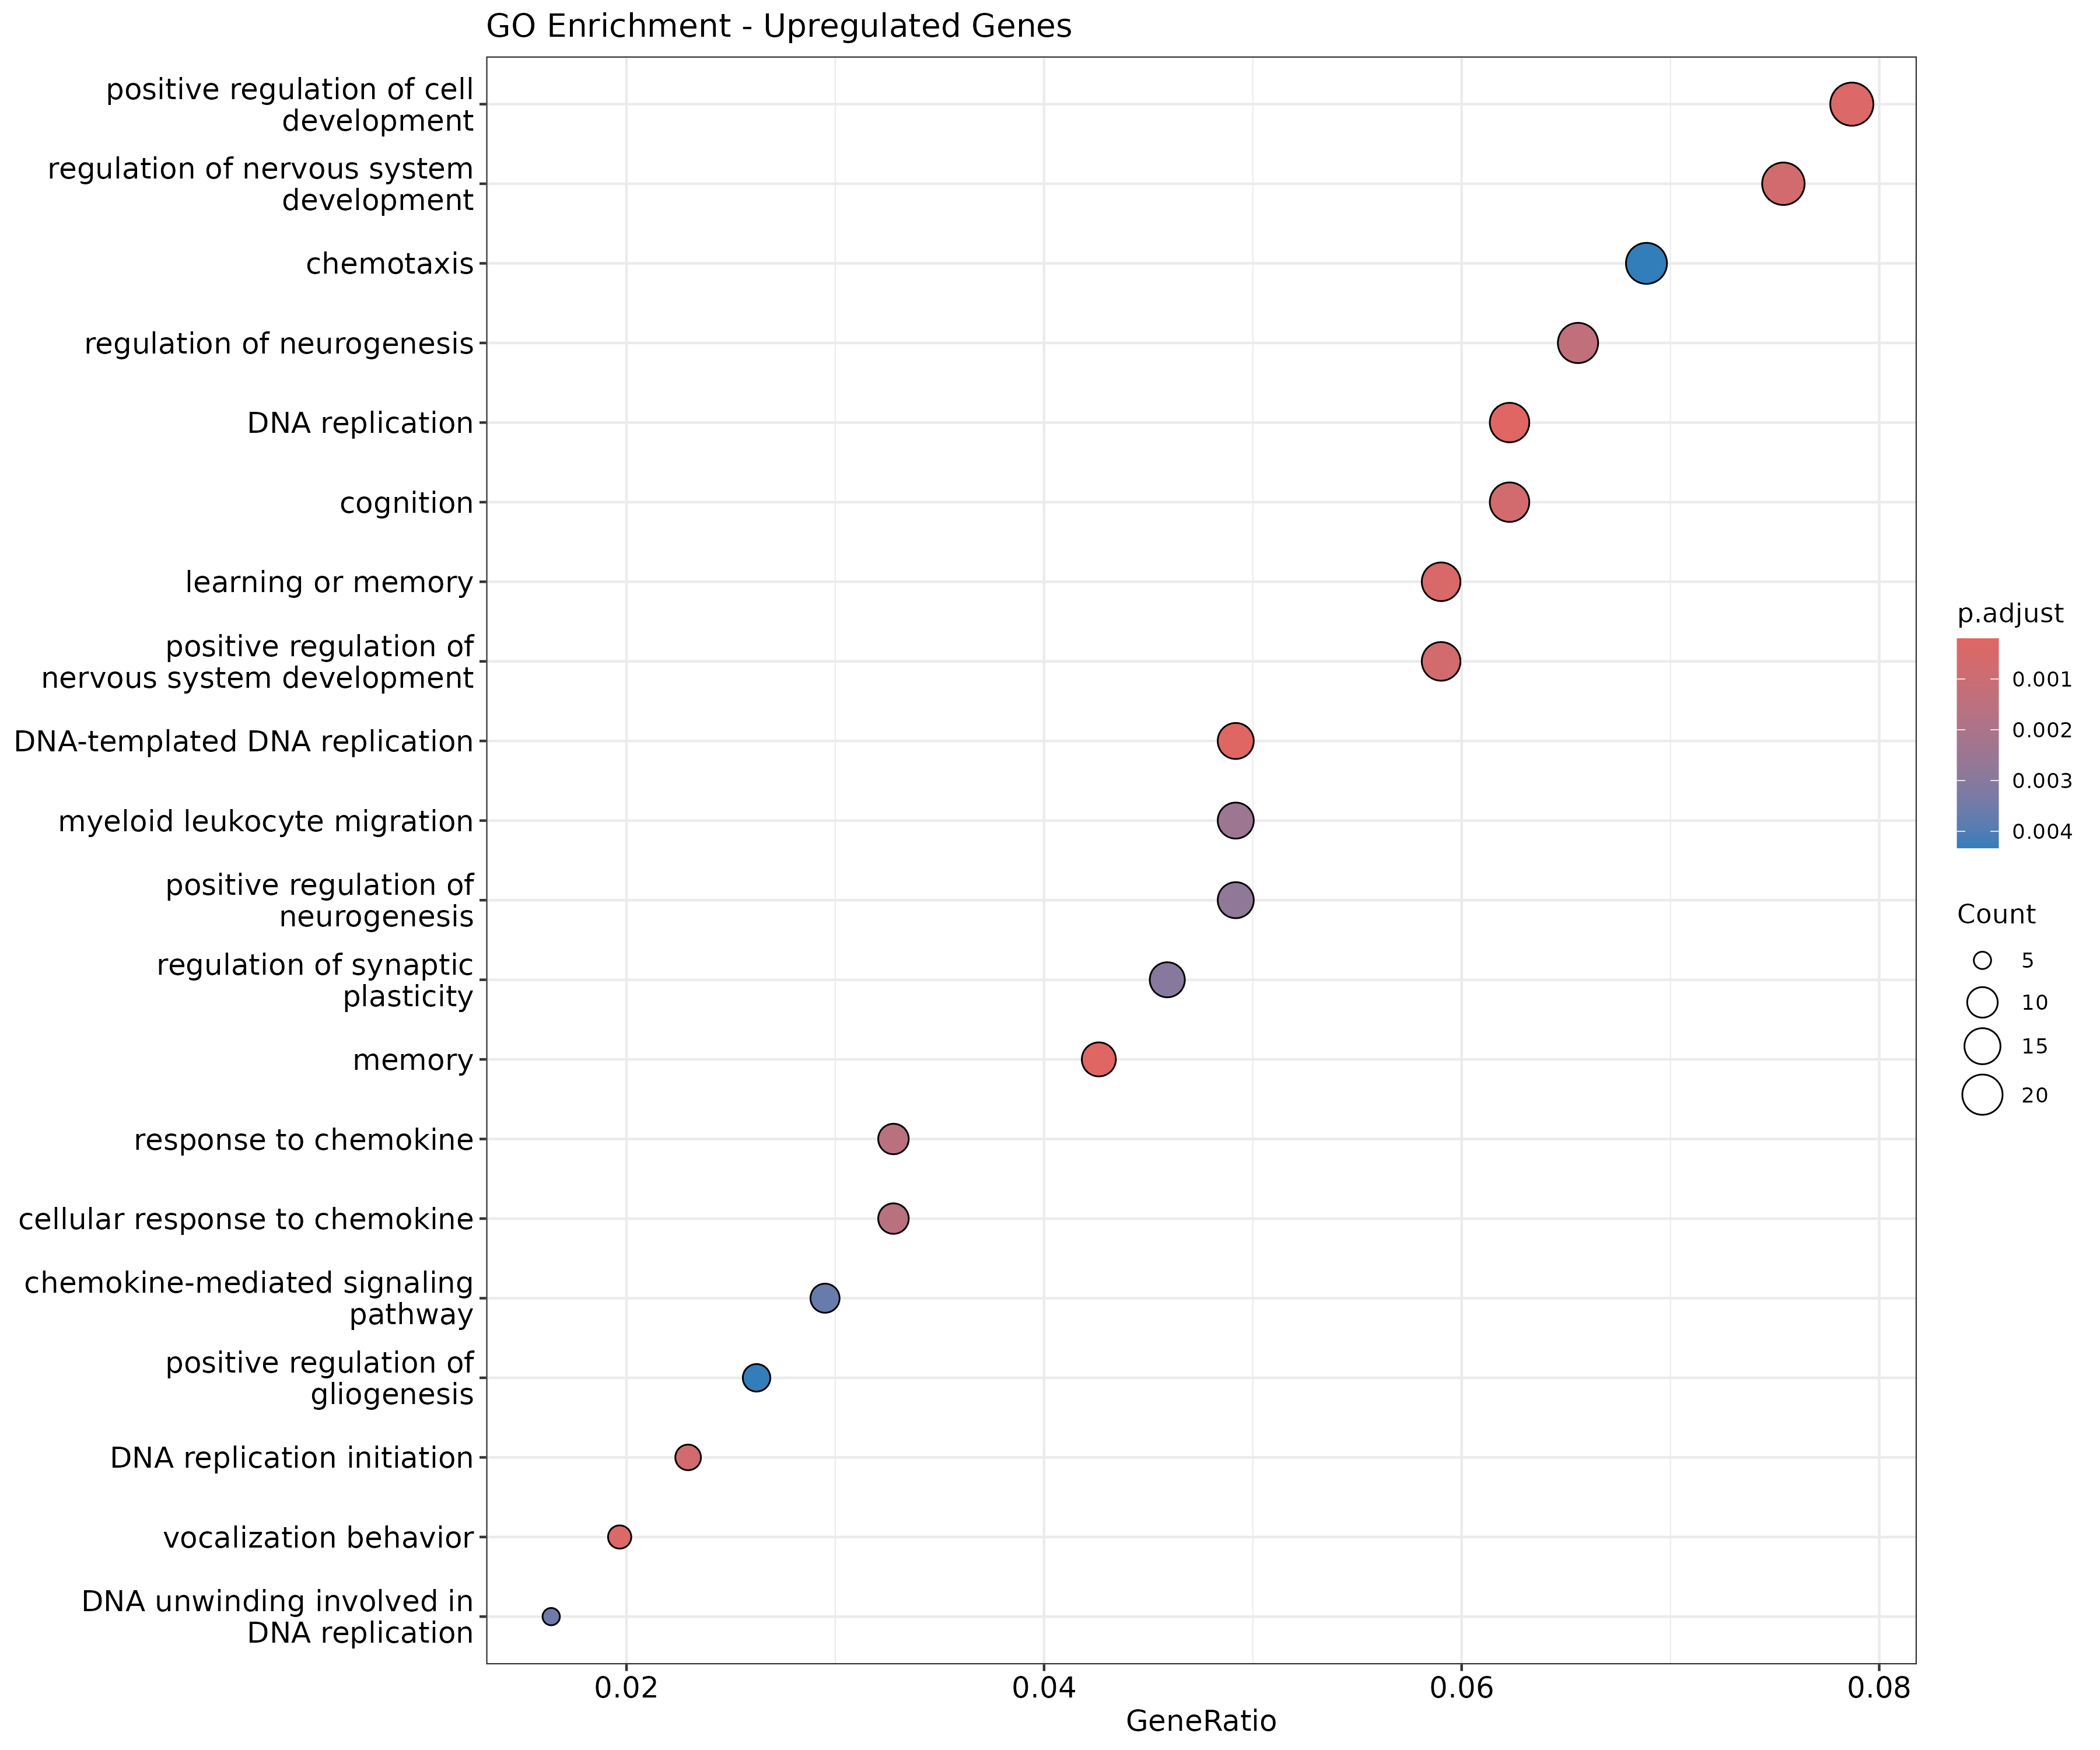 GO Enrichment - Upregulated Genes
positive regulation of cell
development
regulation of nervous system
development
chemotaxis
regulation of neurogenesis
DNA replication
cognition
learning or memory
positive regulation of
nervous system development
DNA-templated DNA replication
myeloid leukocyte migration
positive regulation of
neurogenesis
regulation of synaptic
plasticity
memory
response to chemokine
cellular response to chemokine
chemokine-mediated signaling
pathway
positive regulation of
gliogenesis
DNA replication initiation
vocalization behavior
DNA unwinding involved in
DNA replication
0.02
0.04
0.06
0.08
GeneRatio
p.adjust
0.001
0.002
0.003
0.004
Count
5
10
15
20